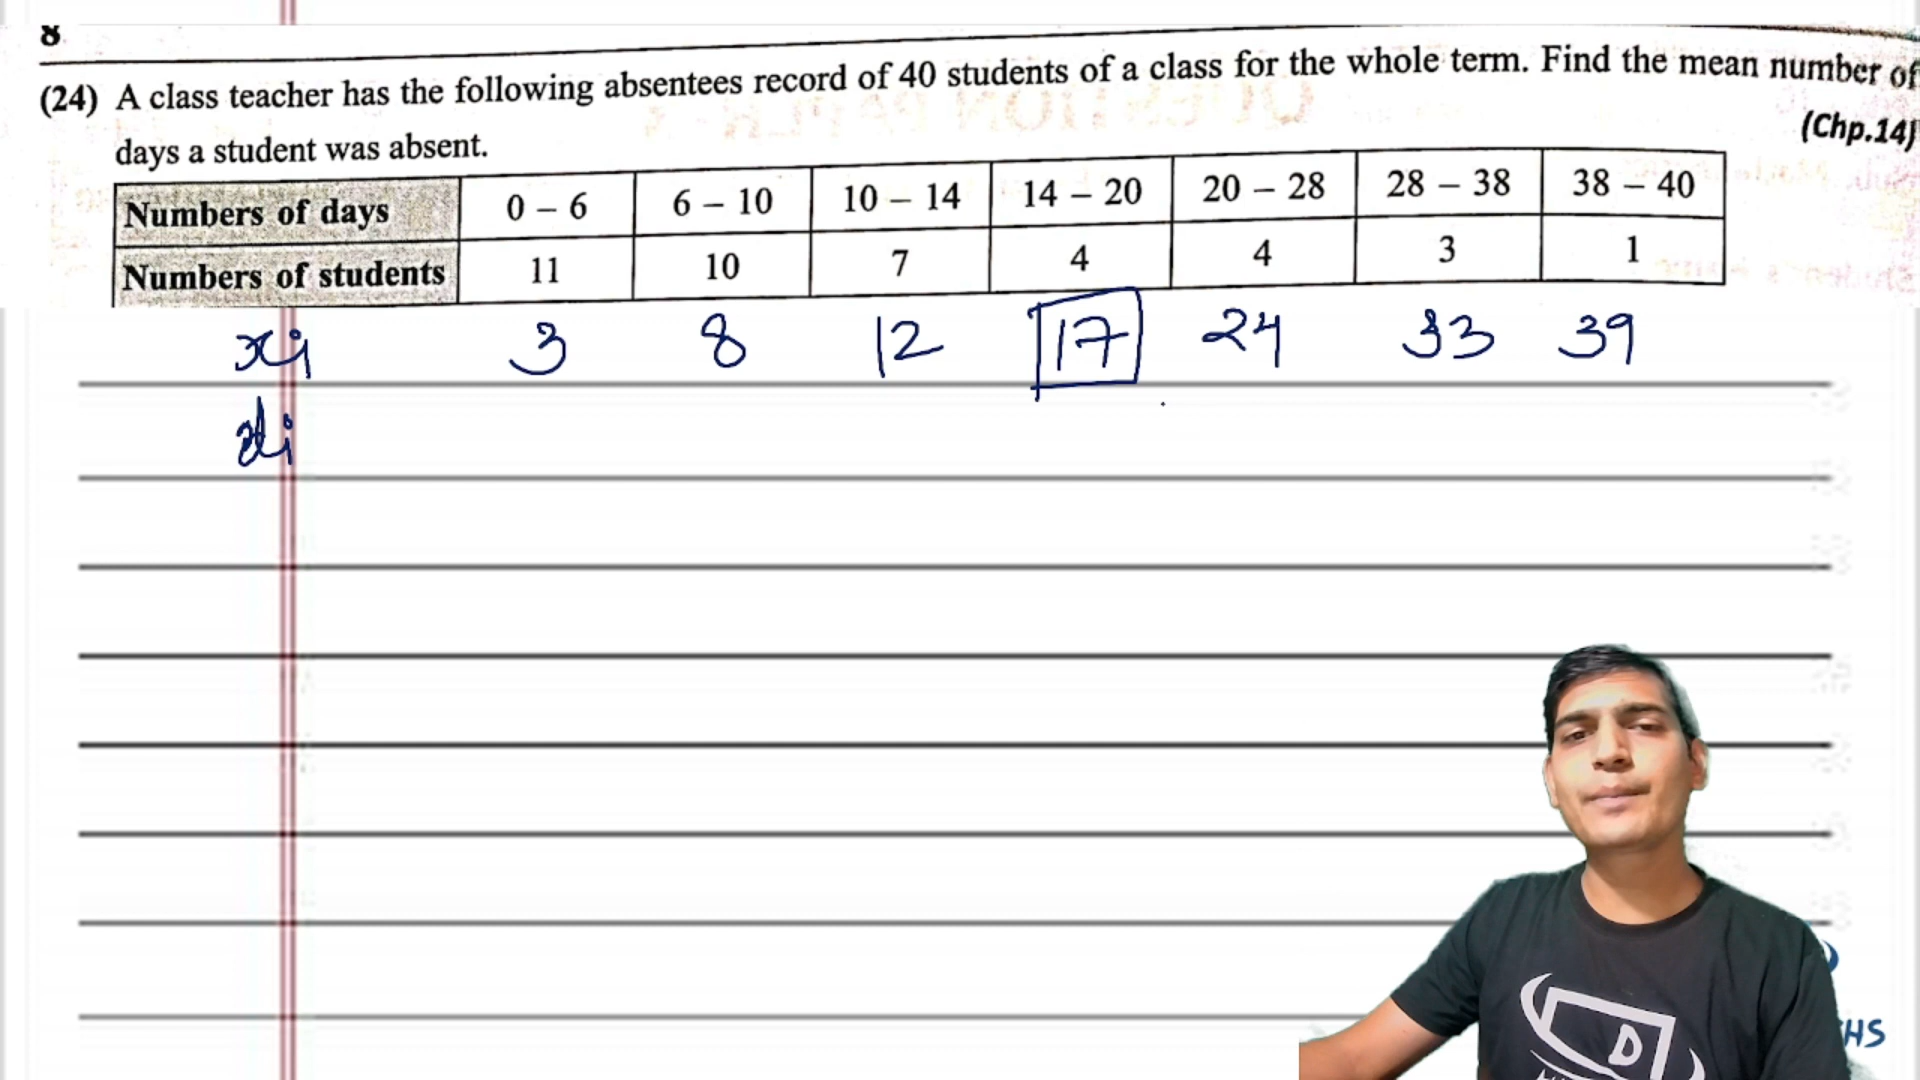 8
(24) A class teacher has the following absentees record of 40 students of a class for the whole term. Find the mean number of
days a student was absent. (Chp.14)
Numbers of days 0 – 6 6 – 10 10 – 14 14 – 20 20 – 28 28 – 38 38 – 40
Numbers of students 11 10 7 4 4 3 1
xi 3 8 12 17 24 33 39
di
D
HS